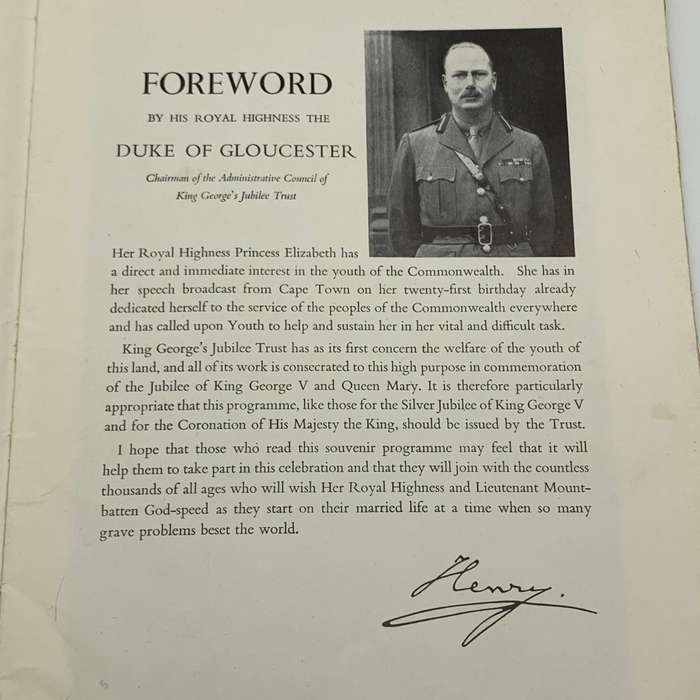 FOREWORD
BY HIS ROYAL HIGHNESS THE
DUKE OF GLOUCESTER
Chairman of the Administrative Council of
King George's Jubilee Trust
Her Royal Highness Princess Elizabeth has
a direct and immediate interest in the youth of the Commonwealth. She has in
her speech broadcast from Cape Town on her twenty-first birthday already
dedicated herself to the service of the peoples of the Commonwealth everywhere
and has called upon Youth to help and sustain her in her vital and difficult task.
King George's Jubilee Trust has as its first concern the welfare of the youth of
this land, and all of its work is consecrated to this high purpose in commemoration
of the Jubilee of King George V and Queen Mary. It is therefore particularly
appropriate that this programme, like those for the Silver Jubilee of King George V
and for the Coronation of His Majesty the King, should be issued by the Trust.
I hope that those who read this souvenir programme may feel that it will
help them to take part in this celebration and that they will join with the countless
thousands of all ages who will wish Her Royal Highness and Lieutenant Mount-
batten God-speed as they start on their married life at a time when so many
grave problems beset the world.
Henry.